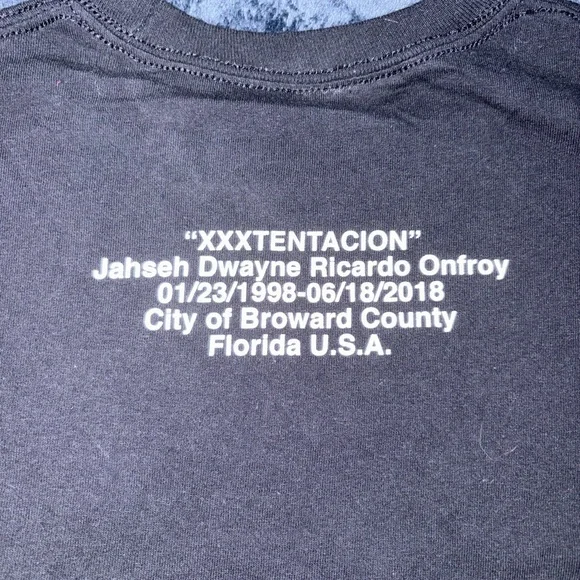 “XXXTENTACION”
Jahseh Dwayne Ricardo Onfroy
01/23/1998-06/18/2018
City of Broward County
Florida U.S.A.